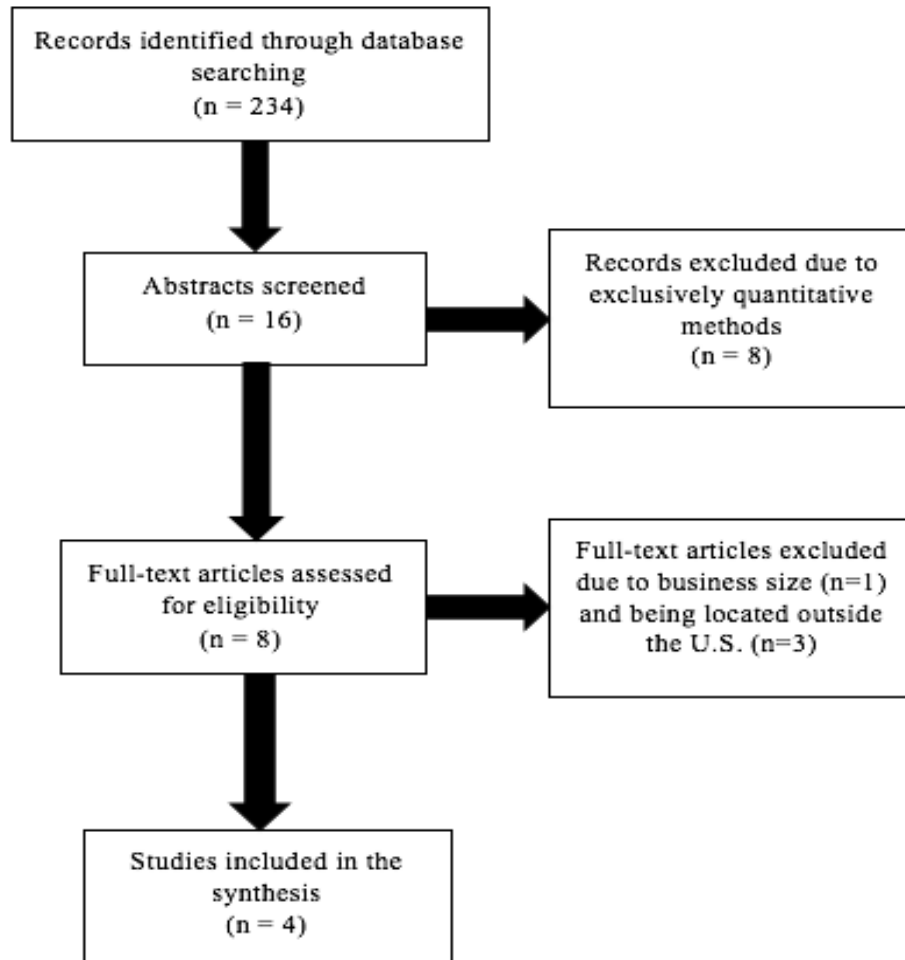 Records identified through database
searching
(n = 234)
Abstracts screened
(n = 16)
Records excluded due to
exclusively quantitative
methods
(n = 8)
Full-text articles assessed
for eligibility
(n = 8)
Full-text articles excluded
due to business size (n=1)
and being located outside
the U.S. (n=3)
Studies included in the
synthesis
(n = 4)